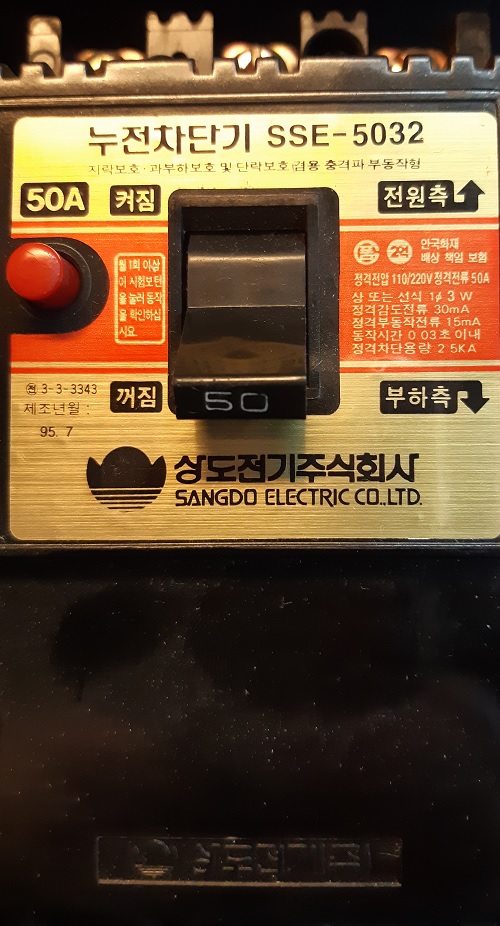 누전차단기 SSE-5032
지락보호·과부하보호 및 단락보호 겸용 충격파 부동작형
50A 켜짐 전원측
월1회 이상
이 시험보턴
을 눌러 동작
을 확인하십
시요.
안국화재
배상 책임 보험
정격전압 110/220V 정격전류 50A
상 또는 선식 1ϕ 3 W
정격감도전류 30mA
정격부동작전류 15mA
동작시간 0.03초 이내
정격차단용량 2.5KA
50
3-3-3343
제조년월 :
95. 7
꺼짐 부하측
상도전기주식회사
SANGDO ELECTRIC CO.,LTD.